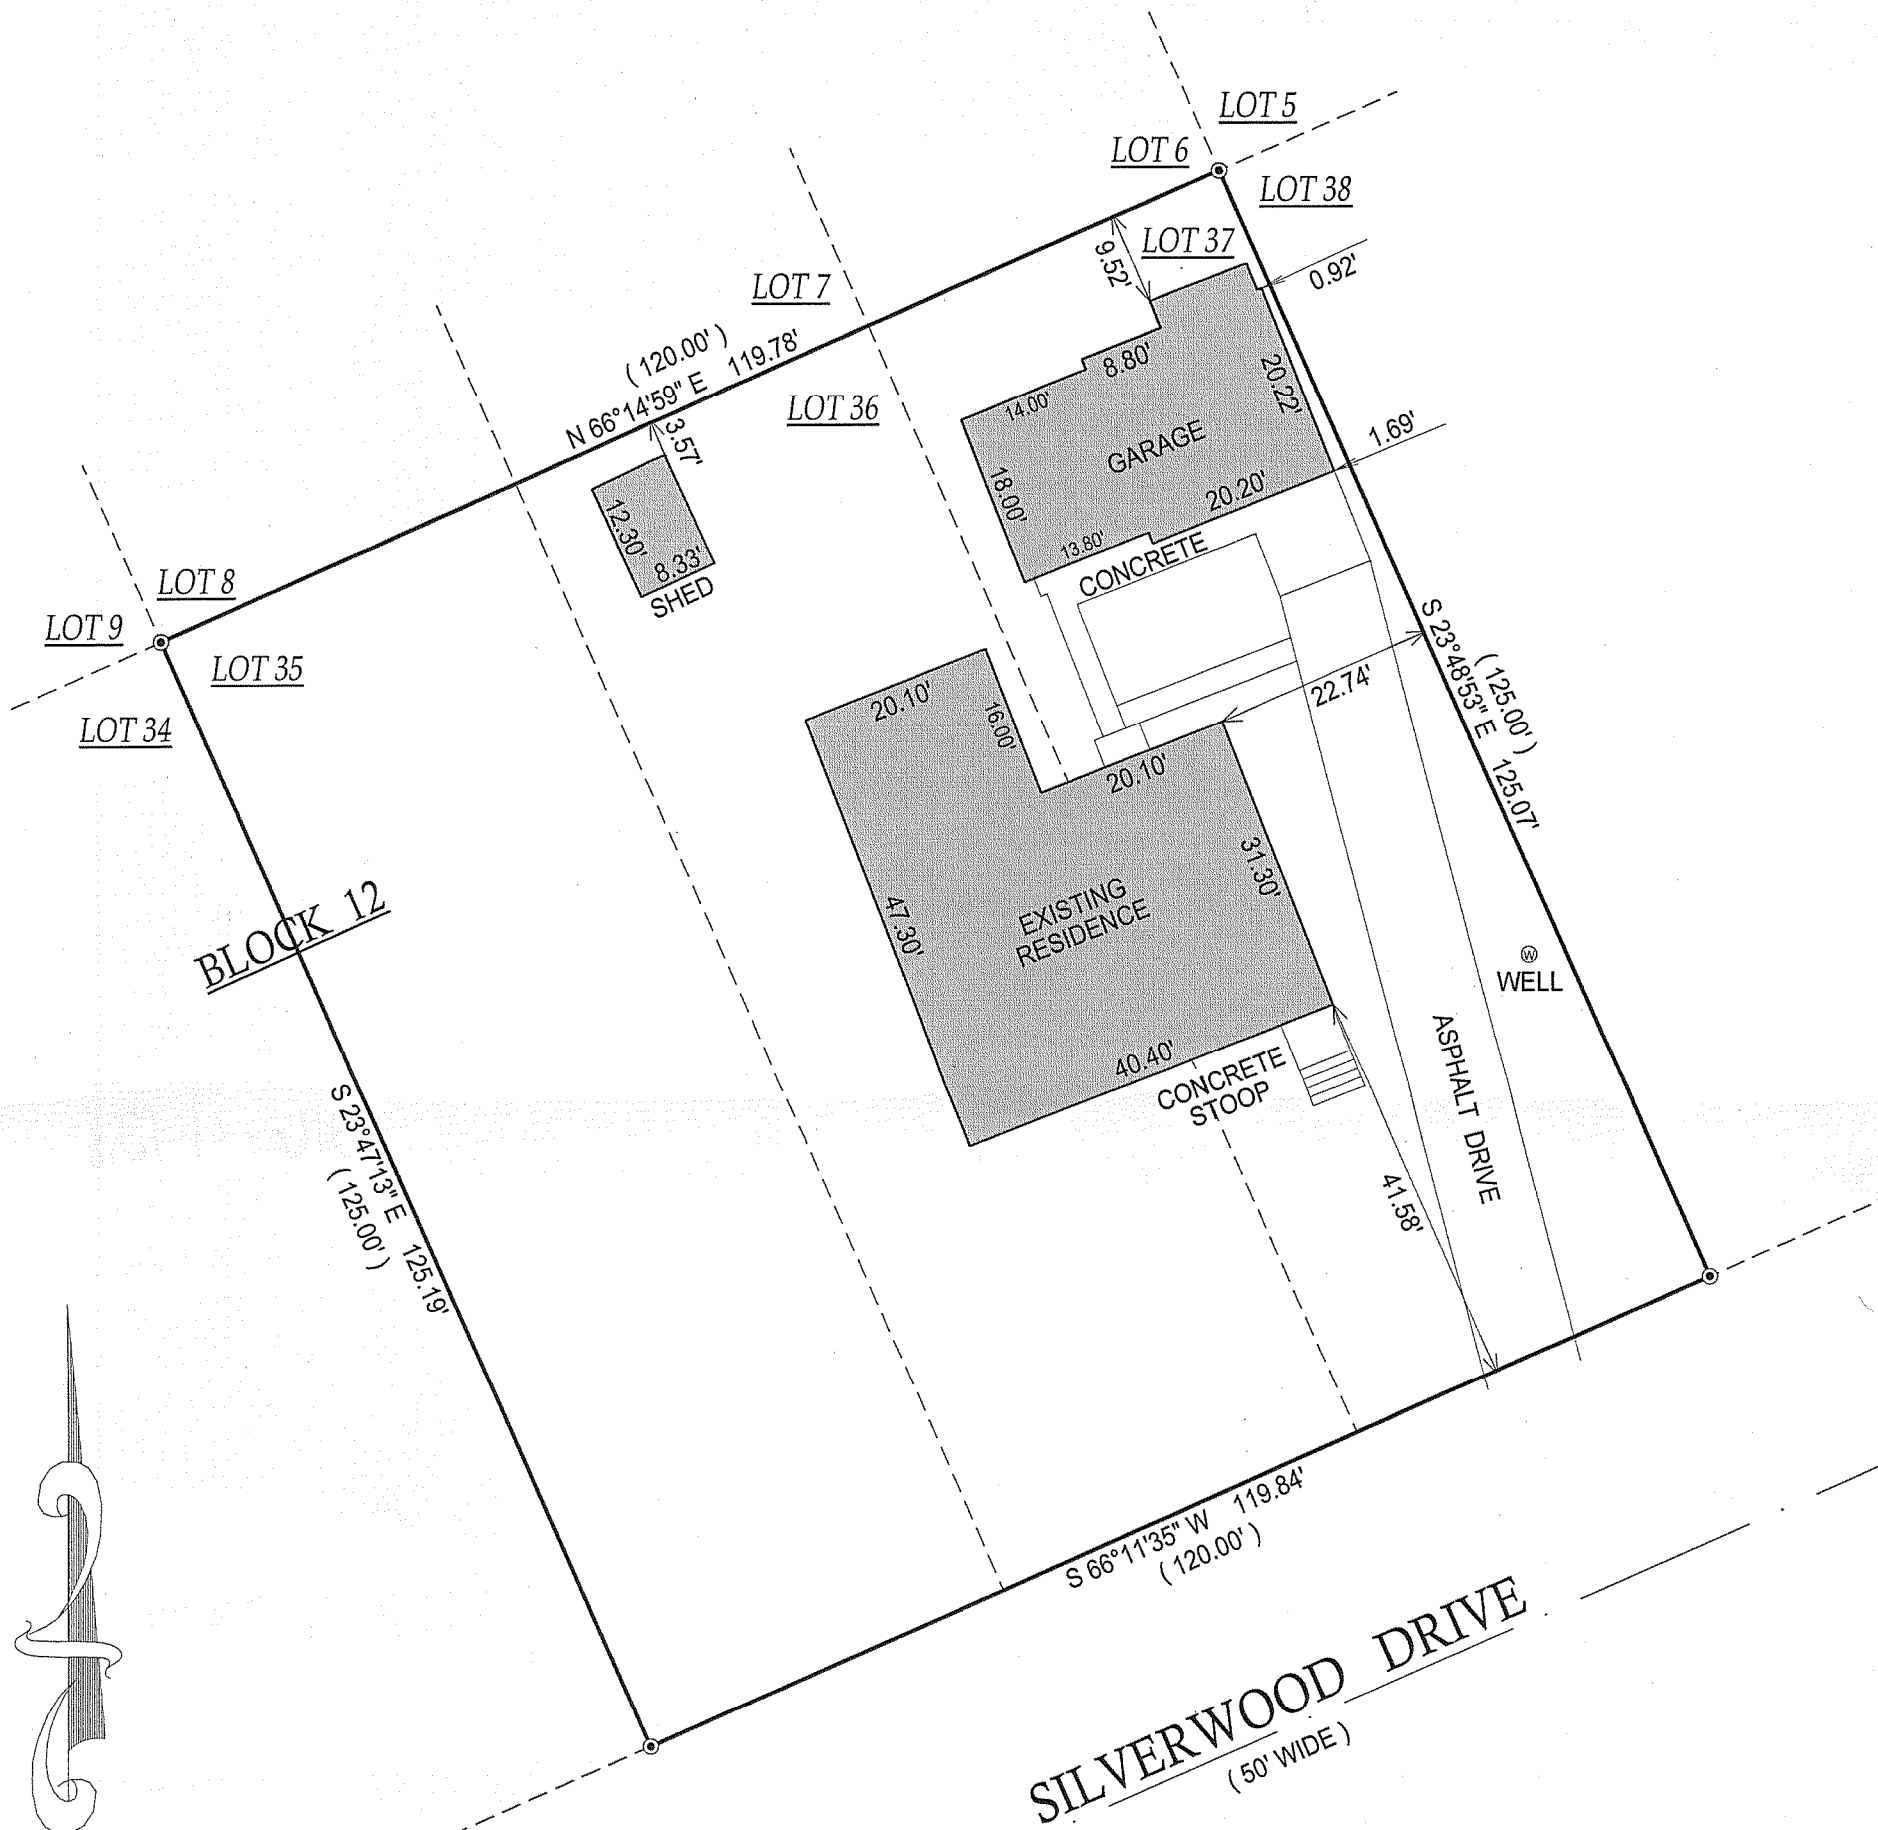 LOT 5
LOT 6
LOT 38
LOT 37
9.52'
0.92'
LOT 7
( 120.00' )
N 66°14'59" E 119.78'
8.80'
20.22'
14.00'
LOT 36
3.57'
GARAGE
1.69'
18.00'
20.20'
12.30'
13.80'
CONCRETE
8.33'
SHED
LOT 8
LOT 9
LOT 35
LOT 34
S 23°48'53" E 125.07'
( 125.00' )
22.74'
20.10'
16.00'
20.10'
31.30'
EXISTING
RESIDENCE
47.30'
BLOCK 12
W
WELL
40.40'
CONCRETE
STOOP
ASPHALT DRIVE
S 23°47'13" E 125.19'
( 125.00' )
41.58'
S 66°11'35" W 119.84'
( 120.00' )
SILVERWOOD DRIVE
( 50' WIDE )